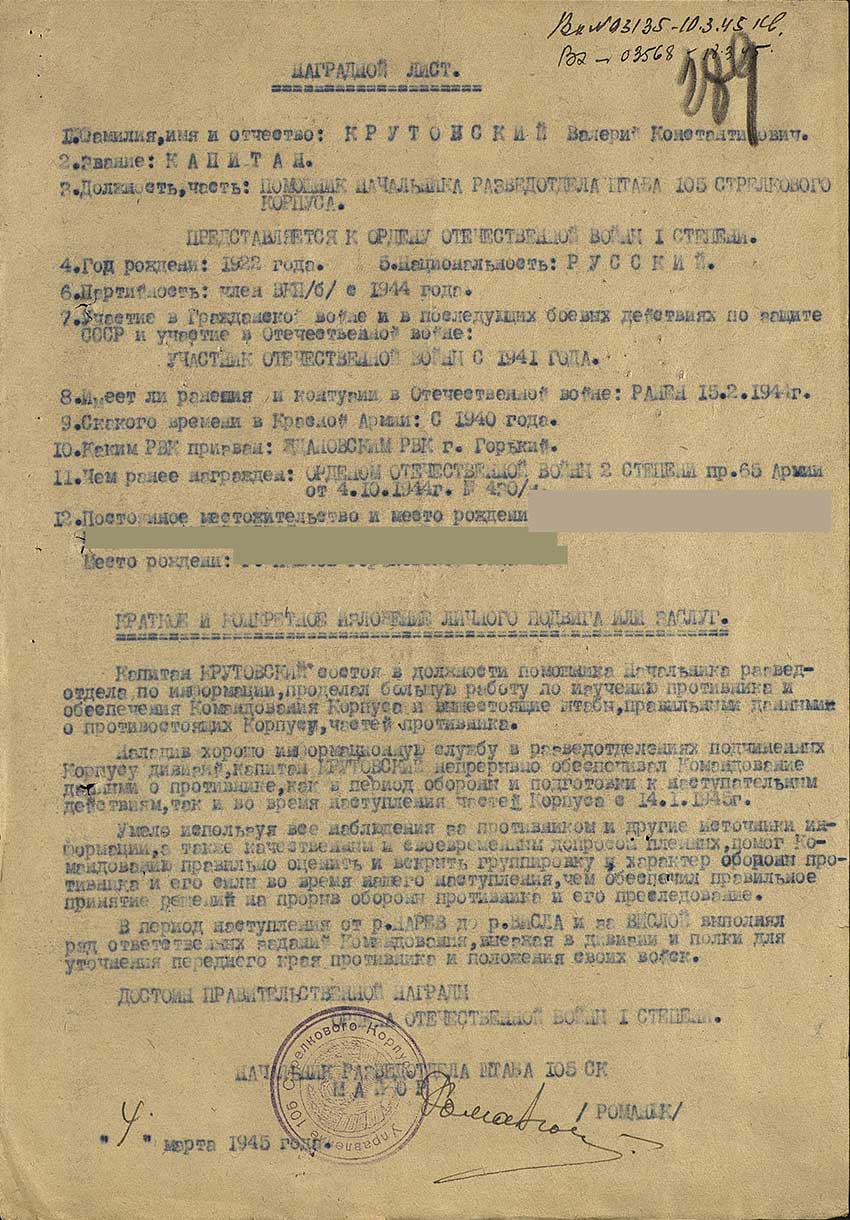 Вх №03135-10.3.45
03568
289
НАГРАДНОЙ ЛИСТ.
1.Фамилия,имя и отчество: КРУТОВСКИЙ Валерий Константинович.
2.Звание: КАПИТАН.
3.Должность,часть: ПОМОЩНИК НАЧАЛЬНИКА РАЗВЕДОТДЕЛА ШТАБА 105 СТРЕЛКОВОГО
КОРПУСА.
ПРЕДСТАВЛЯЕТСЯ К ОРДЕНУ ОТЕЧЕСТВЕННОЙ ВОЙНЫ I СТЕПЕНИ.
4.Год рождени: 1922 года. 5.Национальность: РУССКИЙ.
6.Партийность: член ВКП/б/ с 1944 года.
7.Участие в Гражданской войне и в последующих боевых действиях по защите
СССР и участие в Отечественной войне:
УЧАСТНИК ОТЕЧЕСТВЕННОЙ ВОЙНЫ С 1941 ГОДА.
8.Имеет ли ранения и контузии в Отечественной войне: РАНЕН 15.2.1944г.
9.Скакого времени в Красной Армии: С 1940 года.
10.Каким РВК призван: ЖДАНОВСКИМ РВК г. Горький.
11.Чем ранее награжден: ОРДЕНОМ ОТЕЧЕСТВЕННОЙ ВОЙНЫ 2 СТЕПЕНИ пр.65 Армии
от 4.10.1944г. №
12.Постоянное местожительство и место рождени
Место рождени:
КРАТКОЕ И КОНКРЕТНОЕ ИЗЛОЖЕНИЕ ЛИЧНОГО ПОДВИГА ИЛИ ЗАСЛУГ.
Капитан КРУТОВСКИЙ состоя в должности помощника Начальника развед-
отдела по информации,проделал большую работу по изучению противника и
обеспечения Командования Корпуса и вышестоящие штабы,правильными данными
о противостоящих Корпусу,частей противника.
Наладив хорошо информационную службу в разведотделениях подчиненных
Корпусу дивизий,капитан КРУТОВСКИЙ непрерывно обеспечивал Командование
данными о противнике,как в период обороны и подготовки к наступательным
действиям,так и во время наступления частей Корпуса с 14.1.1945г.
Умело используя все наблюдения за противником и другие источники ин-
формации,а также качественным и своевременным допросом пленных,помог Ко-
мандованию правильно оценить и вскрыть группировку и характер обороны про-
тивника и его силы во время нашего наступления,чем обеспечил правильное
принятие решений на прорыв обороны противника и его преследование.
В период наступления от р.НАРЕВ до р.ВИСЛА и за ВИСЛОЙ выполнял
ряд ответственных заданий Командования,выезжая в дивизии и полки для
уточнения переднего края противника и положения своих войск.
ДОСТОИН ПРАВИТЕЛЬСТВЕННОЙ НАГРАДЫ
ОРДЕНА ОТЕЧЕСТВЕННОЙ ВОЙНЫ I СТЕПЕНИ.
НАЧАЛЬНИК РАЗВЕДОТДЕЛА ШТАБА 105 СК
МАЙОР
/РОМАНЮК/
"4" марта 1945 года.
Управление 105 Стрелкового Корпуса